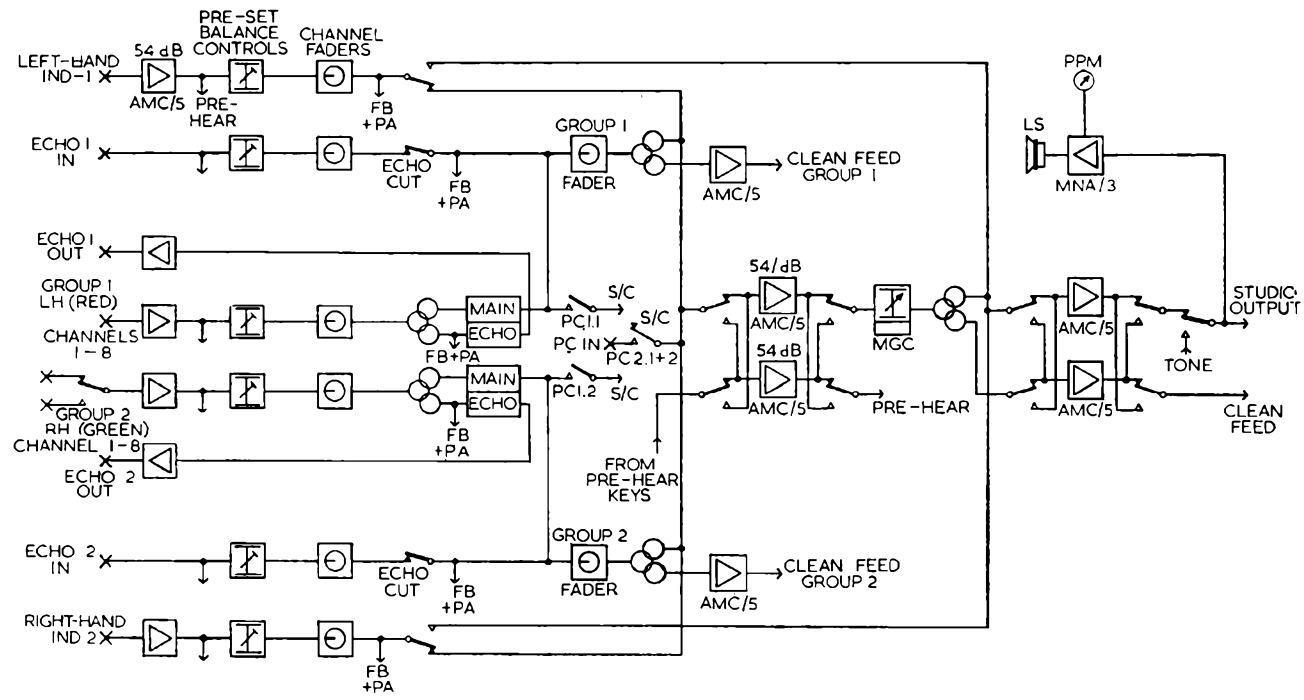 PRE-SET
BALANCE
CONTROLS
CHANNEL
FADERS
54 dB
LEFT-HAND
IND-1
AMC/5
PRE-
HEAR
FB
+PA
PPM
LS
MNA/3
ECHO 1
IN
ECHO
CUT
FB
+PA
GROUP 1
FADER
AMC/5
CLEAN FEED
GROUP 1
ECHO 1
OUT
GROUP 1
LH (RED)
CHANNELS
1-8
MAIN
ECHO
FB+PA
S/C
PC1.1
S/C
PC IN
PC2.1+2
54/dB
AMC/5
MGC
54 dB
AMC/5
PRE-HEAR
FROM
PRE-HEAR
KEYS
AMC/5
AMC/5
STUDIO
OUTPUT
TONE
CLEAN
FEED
GROUP 2
RH (GREEN)
CHANNEL 1-8
MAIN
ECHO
FB
+PA
PC1.2
S/C
ECHO 2
OUT
ECHO 2
IN
ECHO
CUT
FB
+PA
GROUP 2
FADER
AMC/5
CLEAN FEED
GROUP 2
RIGHT-HAND
IND 2
FB
+PA